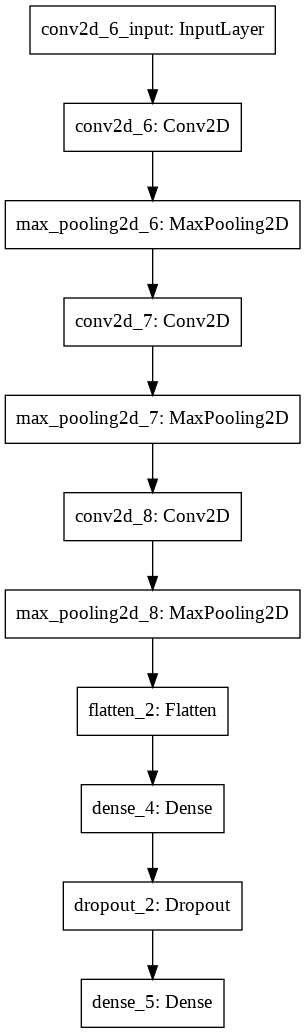 conv2d_6_input: InputLayer
conv2d_6: Conv2D
max_pooling2d_6: MaxPooling2D
conv2d_7: Conv2D
max_pooling2d_7: MaxPooling2D
conv2d_8: Conv2D
max_pooling2d_8: MaxPooling2D
flatten_2: Flatten
dense_4: Dense
dropout_2: Dropout
dense_5: Dense